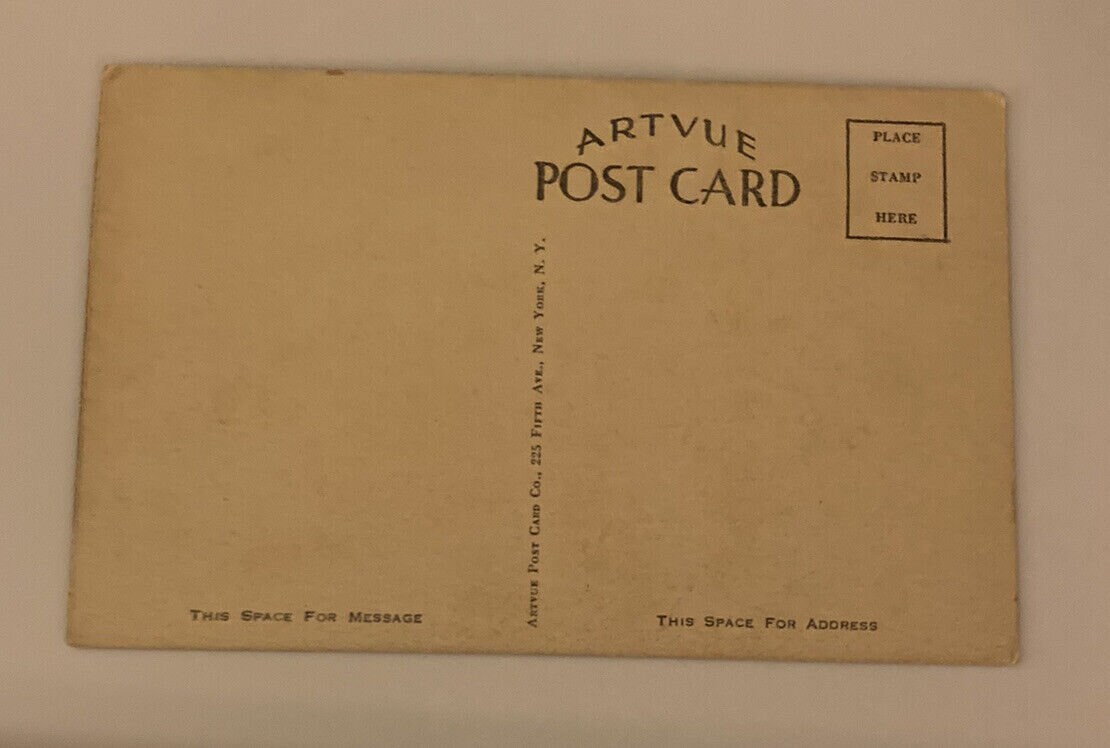 ARTVUE
POST CARD
PLACE
STAMP
HERE
Artvue Post Card Co., 225 Fifth Ave., New York, N. Y.
This Space For Message
This Space For Address